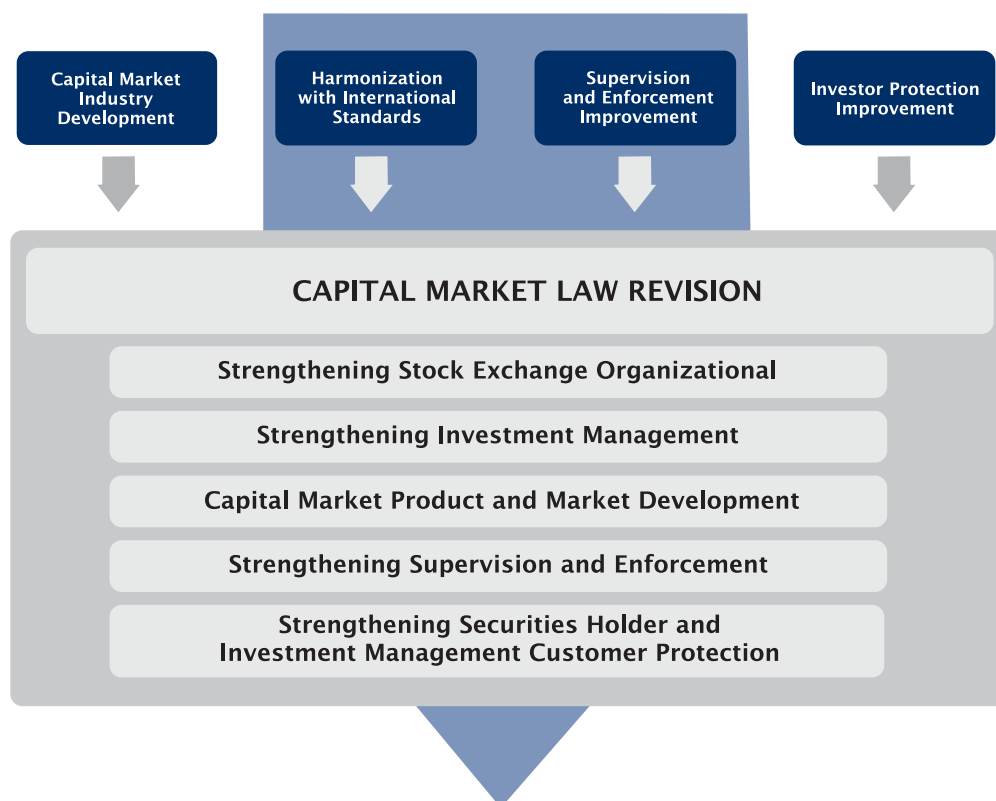 Capital Market
Industry
Development
Harmonization
with International
Standards
Supervision
and Enforcement
Improvement
Investor Protection
Improvement
CAPITAL MARKET LAW REVISION
Strengthening Stock Exchange Organizational
Strengthening Investment Management
Capital Market Product and Market Development
Strengthening Supervision and Enforcement
Strengthening Securities Holder and
Investment Management Customer Protection